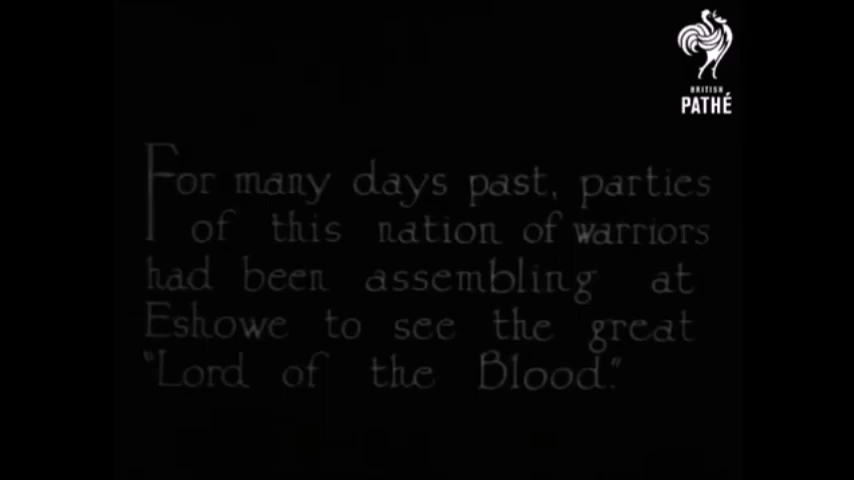 BRITISH
PATHÉ
For many days past, parties
of this nation of warriors
had been assembling at
Eshowe to see the great
"Lord of the Blood."